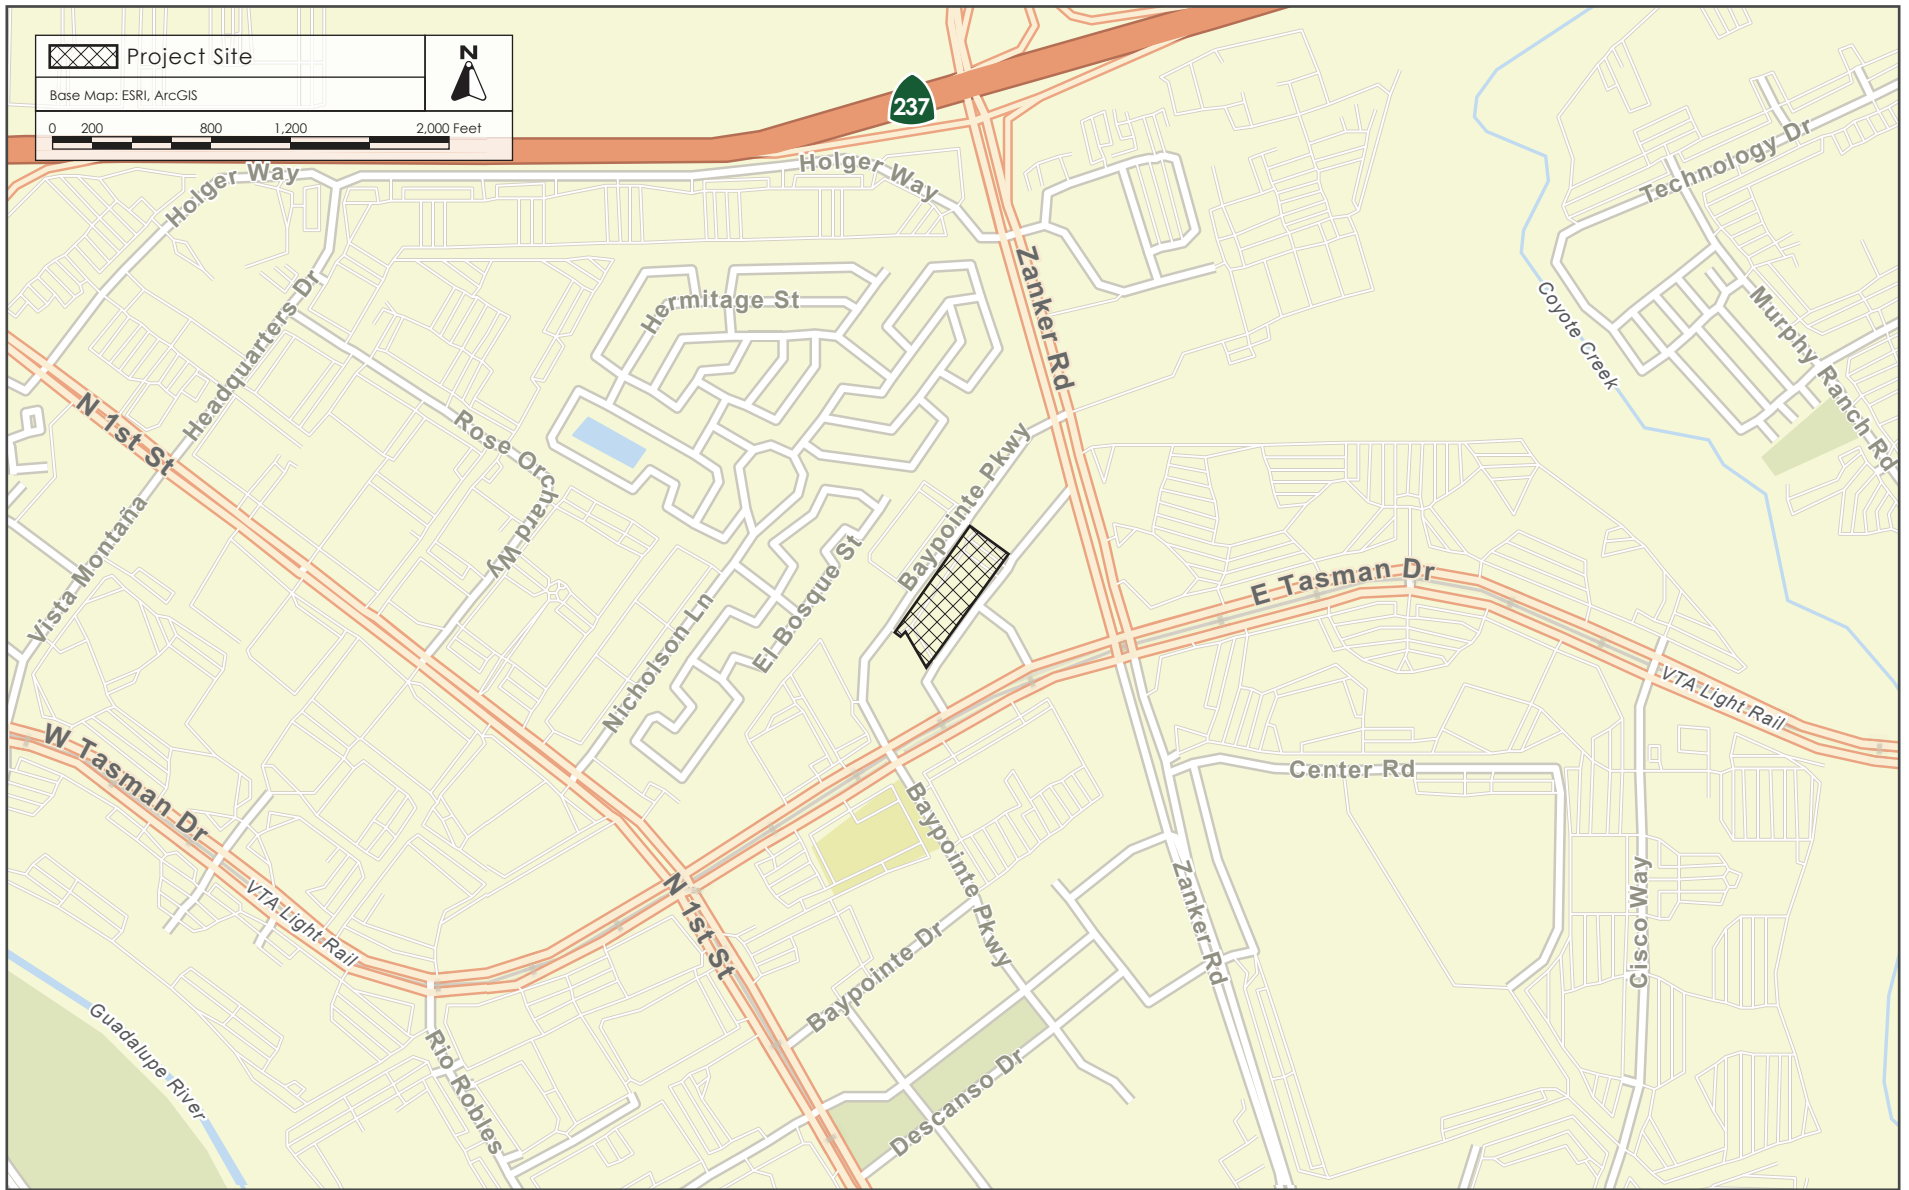 Project Site
N
Base Map: ESRI, ArcGIS
0 200 800 1,200 2,000 Feet
237
Holger Way
Holger Way
Technology Dr
Headquarters Dr
Hermitage St
Zanker Rd
Coyote Creek
Murphy Ranch Rd
N 1st St
Rose Orchard Wy
Baypointe Pkwy
Vista Montaña
El Bosque St
E Tasman Dr
Nicholson Ln
VTA Light Rail
W Tasman Dr
Center Rd
Baypointe Pkwy
VTA Light Rail
N 1st St
Zanker Rd
Cisco Way
Baypointe Dr
Guadalupe River
Rio Robles
Descanso Dr